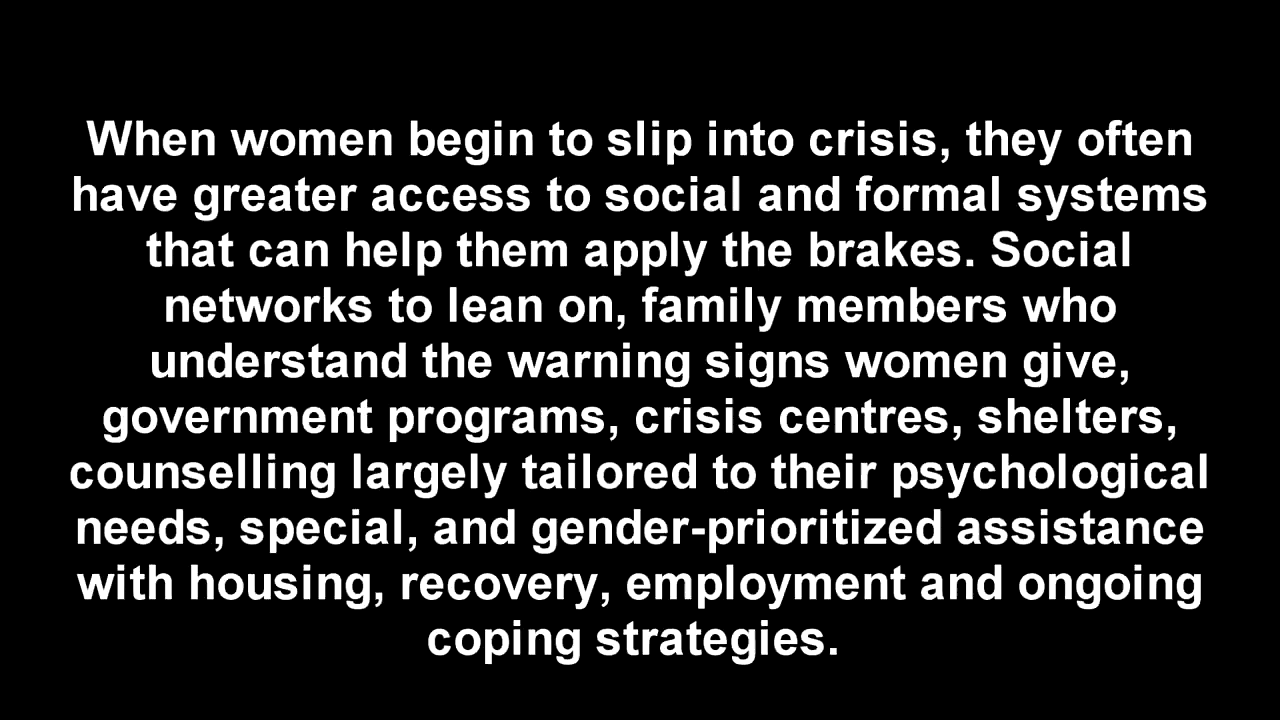 When women begin to slip into crisis, they often
have greater access to social and formal systems
that can help them apply the brakes. Social
networks to lean on, family members who
understand the warning signs women give,
government programs, crisis centres, shelters,
counselling largely tailored to their psychological
needs, special, and gender-prioritized assistance
with housing, recovery, employment and ongoing
coping strategies.